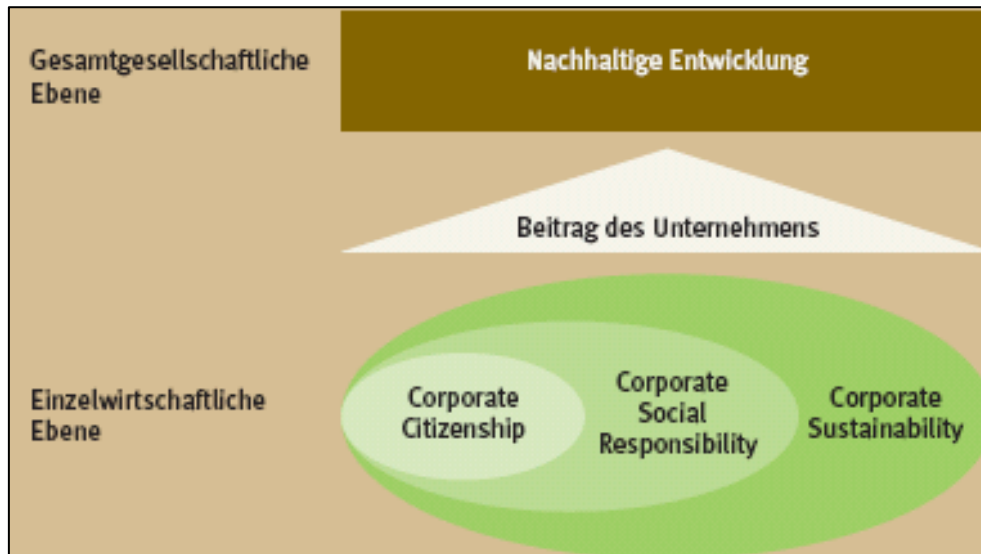 Gesamtgesellschaftliche
Ebene
Nachhaltige Entwicklung
Beitrag des Unternehmens
Einzelwirtschaftliche
Ebene
Corporate
Citizenship
Corporate
Social
Responsibility
Corporate
Sustainability